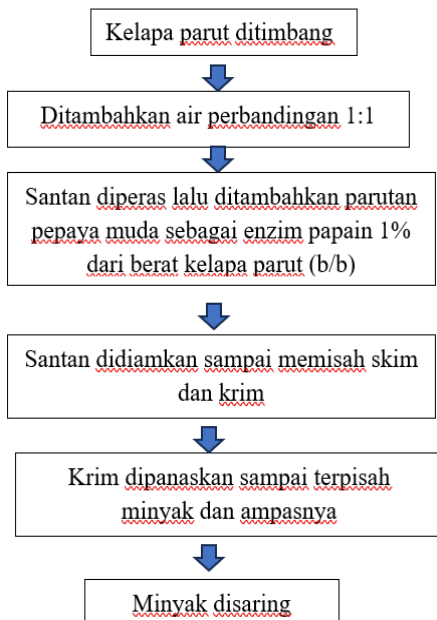 Kelapa parut ditimbang
Ditambahkan air perbandingan 1:1
Santan diperas lalu ditambahkan parutan
pepaya muda sebagai enzim papain 1%
dari berat kelapa parut (b/b)
Santan didiamkan sampai memisah skim
dan krim
Krim dipanaskan sampai terpisah
minyak dan ampasnya
Minyak disaring